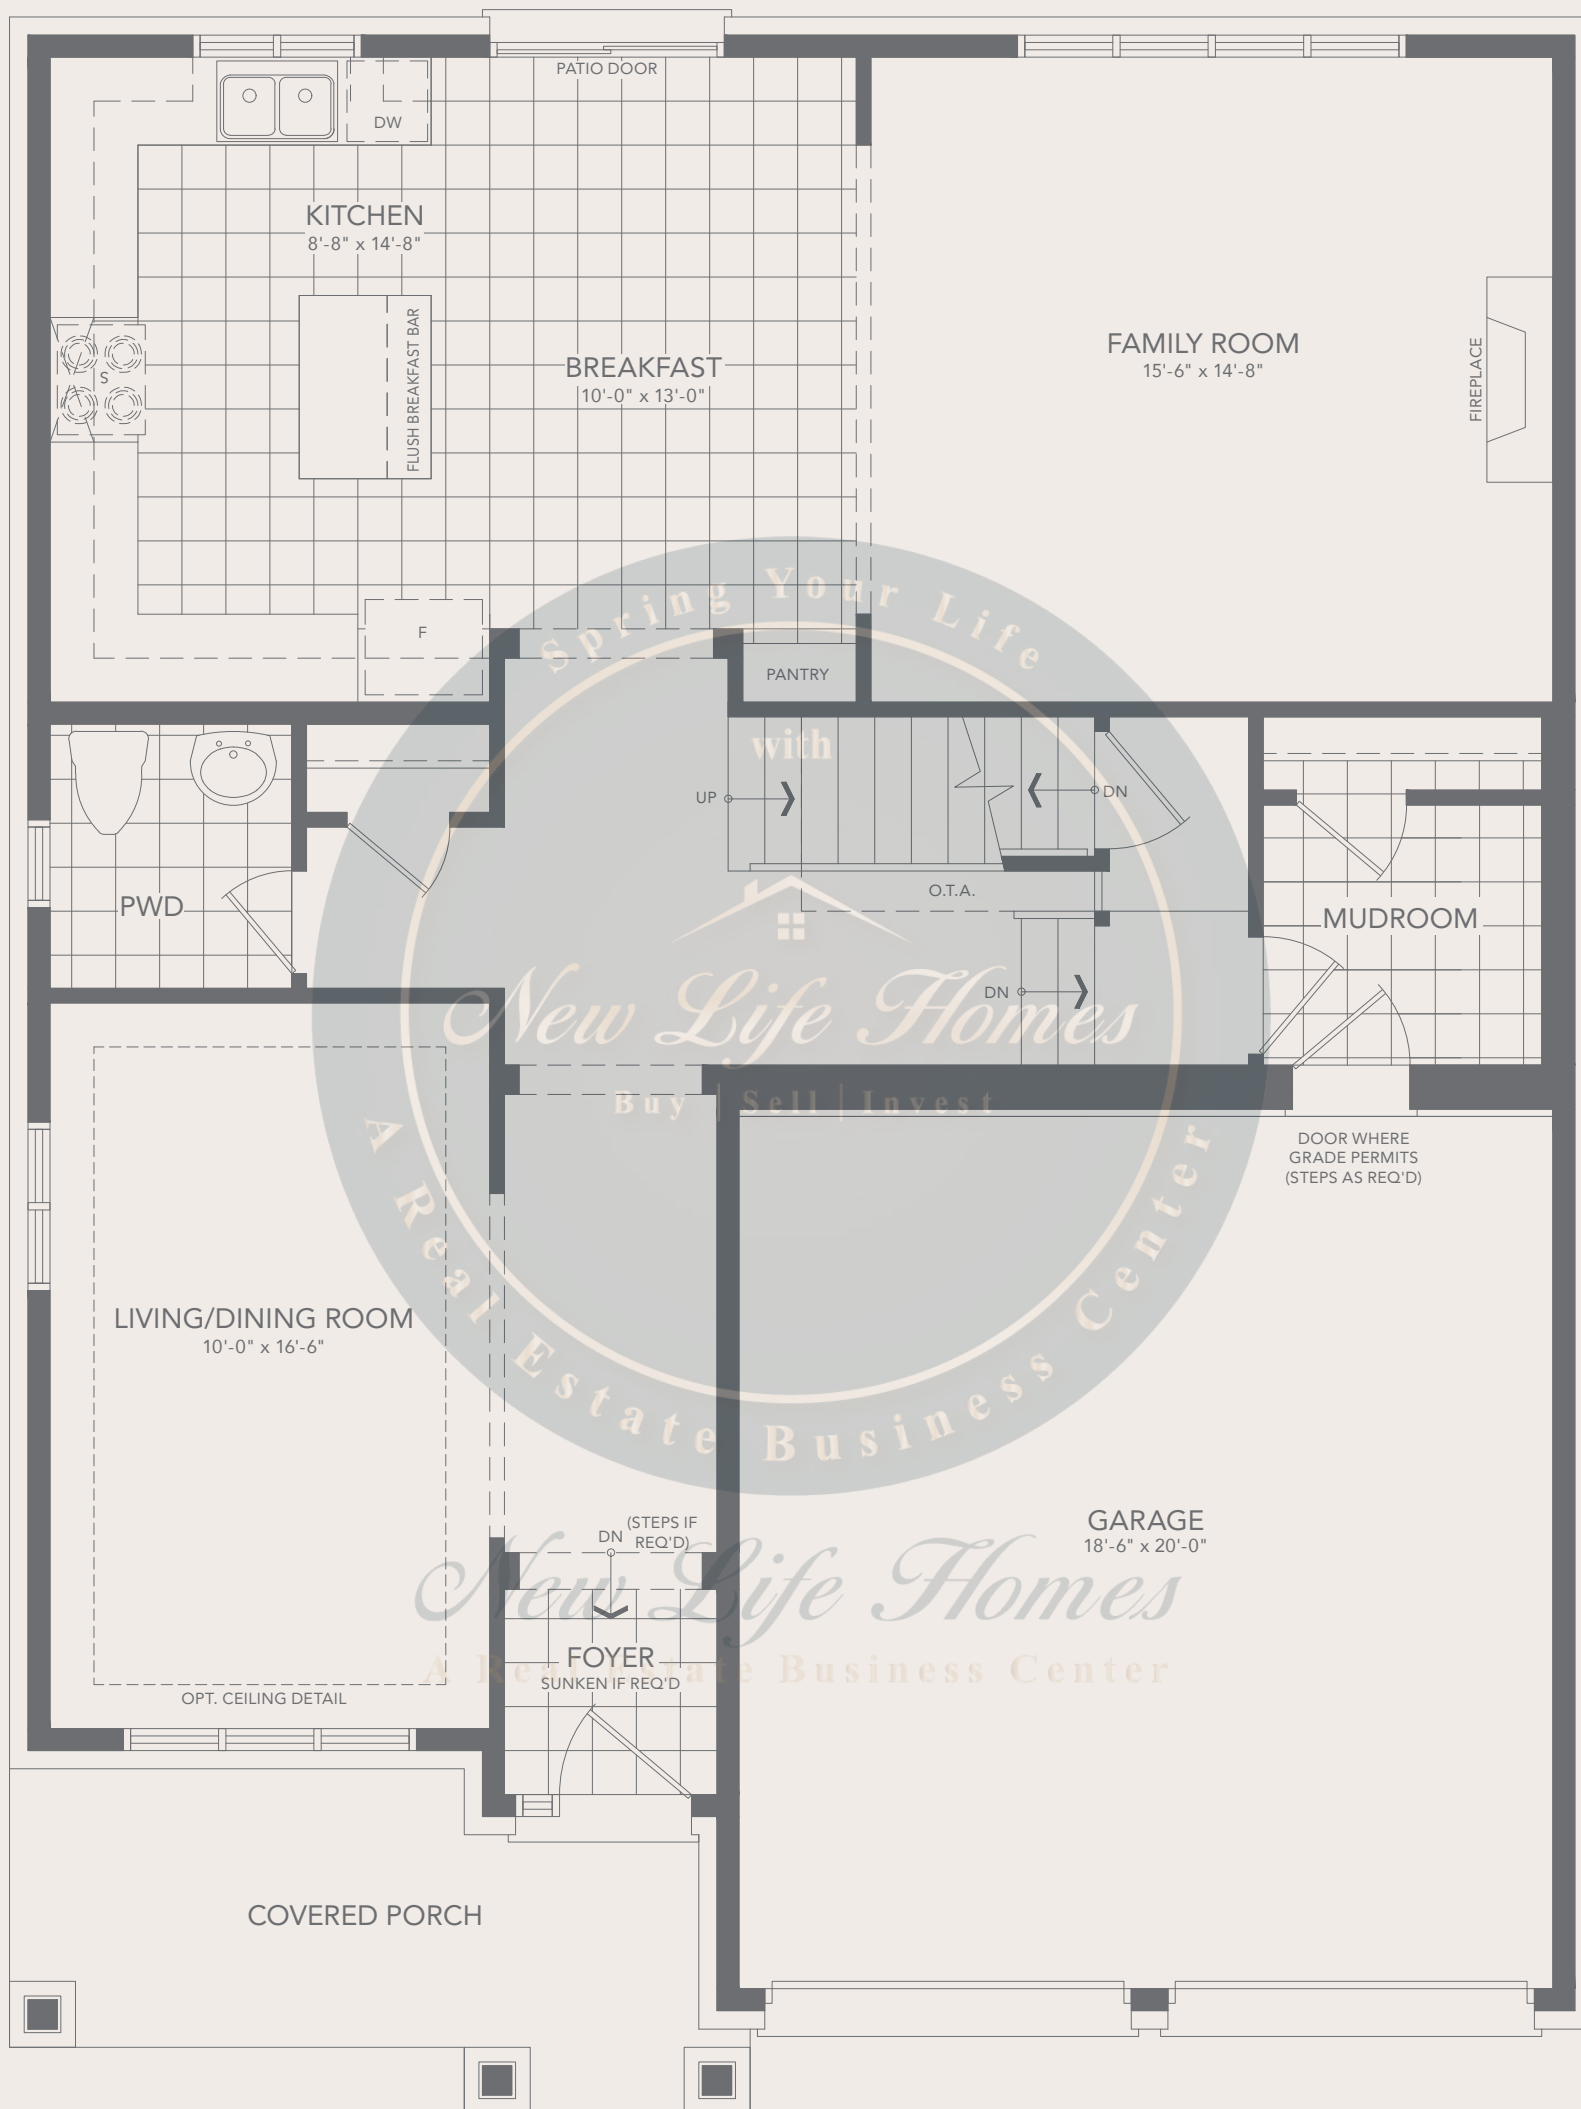 PATIO DOOR
DW
KITCHEN
8'-8" x 14'-8"
FLUSH BREAKFAST BAR
BREAKFAST
10'-0" x 13'-0"
FAMILY ROOM
15'-6" x 14'-8"
FIREPLACE
S
F
Spring Your Life
PANTRY
with
UP
DN
O.T.A.
PWD
MUDROOM
DN
New Life Homes
Buy | Sell | Invest
A Real Estate Business Center
DOOR WHERE
GRADE PERMITS
(STEPS AS REQ'D)
LIVING/DINING ROOM
10'-0" x 16'-6"
GARAGE
18'-6" x 20'-0"
DN
(STEPS IF
REQ'D)
New Life Homes
A Real Estate Business Center
FOYER
SUNKEN IF REQ'D
OPT. CEILING DETAIL
COVERED PORCH